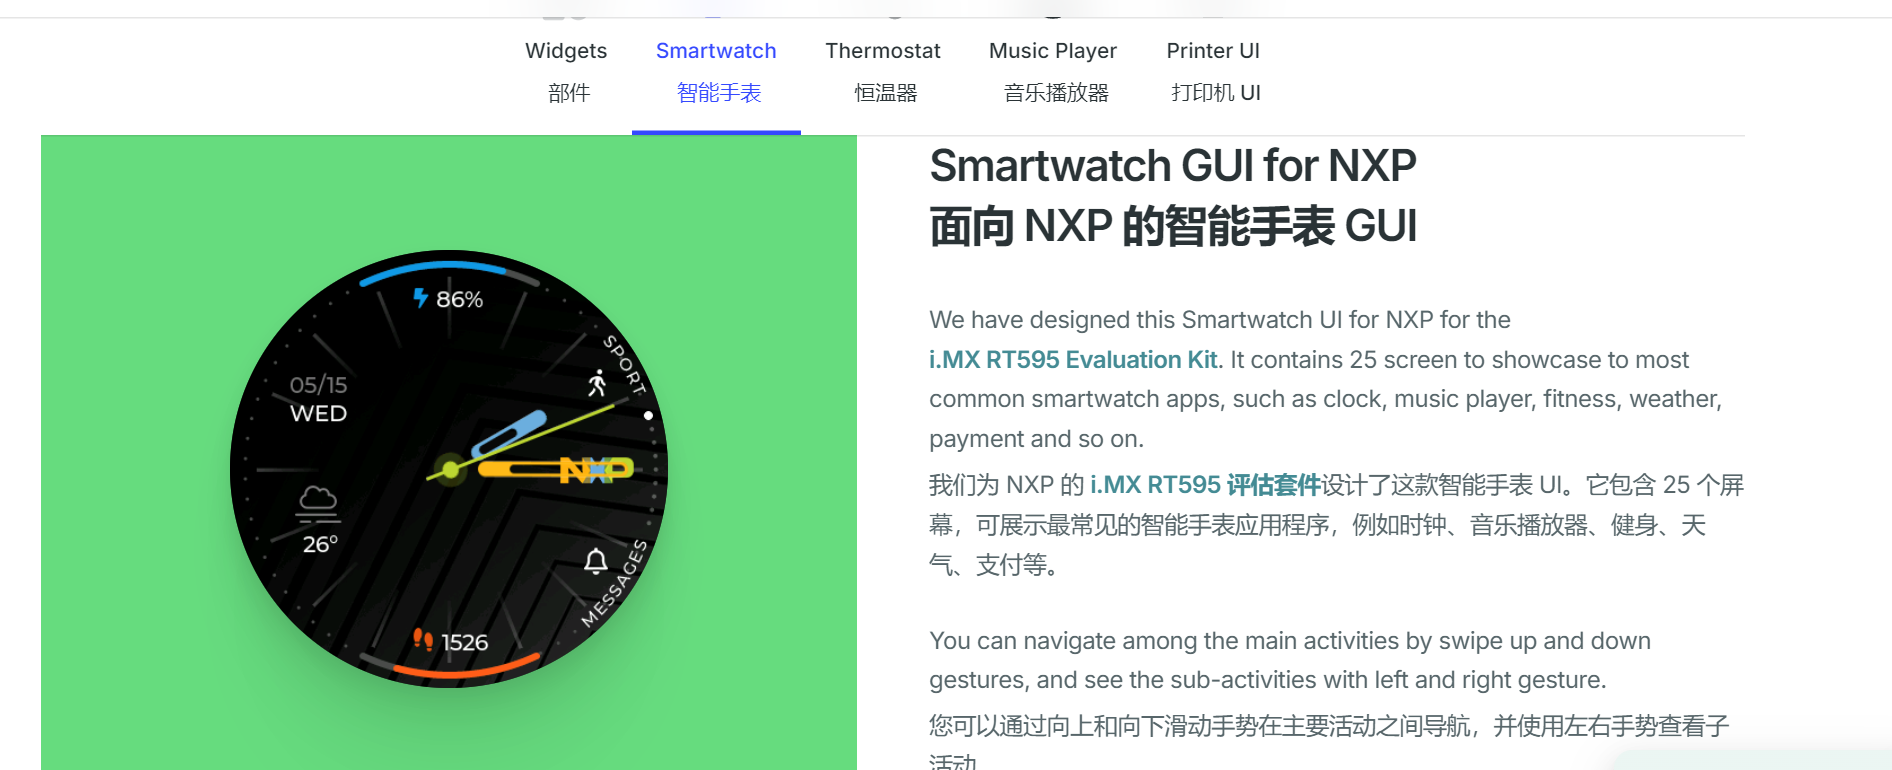 Widgets
部件
Smartwatch
智能手表
Thermostat
恒温器
Music Player
音乐播放器
Printer UI
打印机 UI
86%
SPORT
05/15
WED
NXP
26°
MESSAGES
1526
Smartwatch GUI for NXP
面向 NXP 的智能手表 GUI
We have designed this Smartwatch UI for NXP for the
i.MX RT595 Evaluation Kit. It contains 25 screen to showcase to most
common smartwatch apps, such as clock, music player, fitness, weather,
payment and so on.
我们为 NXP 的 i.MX RT595 评估套件设计了这款智能手表 UI。它包含 25 个屏
幕，可展示最常见的智能手表应用程序，例如时钟、音乐播放器、健身、天
气、支付等。
You can navigate among the main activities by swipe up and down
gestures, and see the sub-activities with left and right gesture.
您可以通过向上和向下滑动手势在主要活动之间导航，并使用左右手势查看子
活动